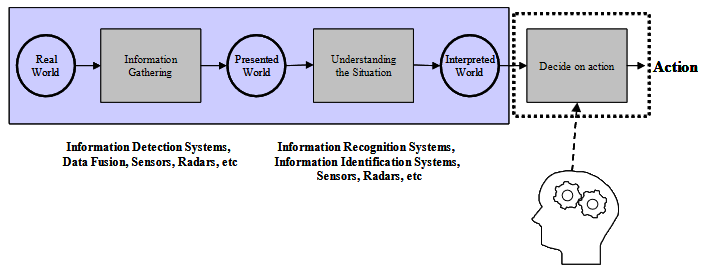 Real
World
Information
Gathering
Presented
World
Understanding
the Situation
Interpreted
World
Decide on action
Action
Information Detection Systems,
Data Fusion, Sensors, Radars, etc
Information Recognition Systems,
Information Identification Systems,
Sensors, Radars, etc